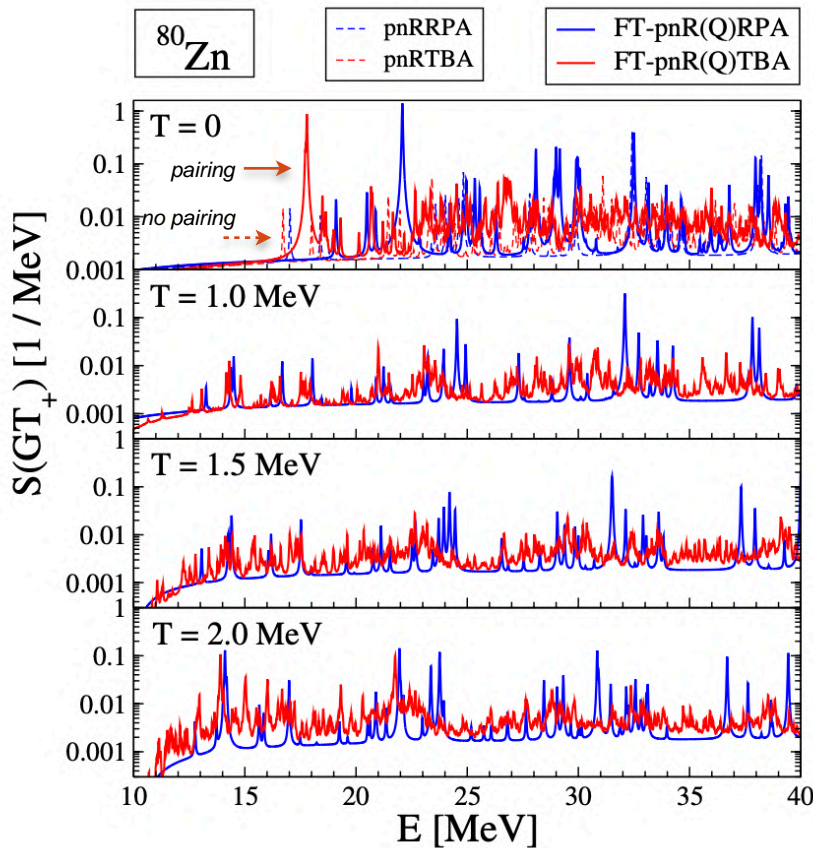 80Zn
pnRRPA
pnRTBA
FT-pnR(Q)RPA
FT-pnR(Q)TBA
S(GT+) [1 / MeV]
1
0.1
0.01
0.001
T = 0
pairing
no pairing
0.1
0.01
0.001
T = 1.0 MeV
1
0.1
0.01
0.001
T = 1.5 MeV
1
0.1
0.01
0.001
T = 2.0 MeV
10 15 20 25 30 35 40
E [MeV]